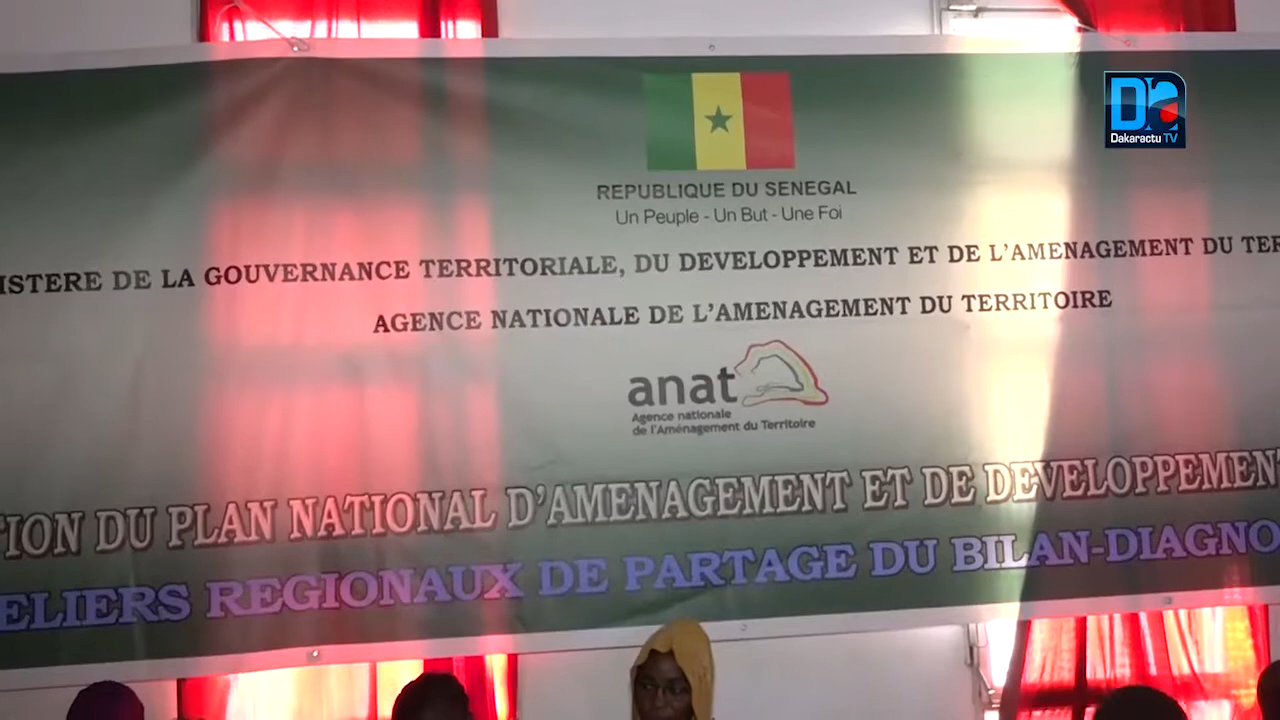 Dakaractu TV
REPUBLIQUE DU SENEGAL
Un Peuple - Un But - Une Foi
ISTERE DE LA GOUVERNANCE TERRITORIALE, DU DEVELOPPEMENT ET DE L'AMENAGEMENT DU TER
AGENCE NATIONALE DE L'AMENAGEMENT DU TERRITOIRE
anat
Agence nationale
de l'Aménagement du Territoire
TION DU PLAN NATIONAL D'AMENAGEMENT ET DE DEVELOPPEMENT
ELIERS REGIONAUX DE PARTAGE DU BILAN-DIAGNO